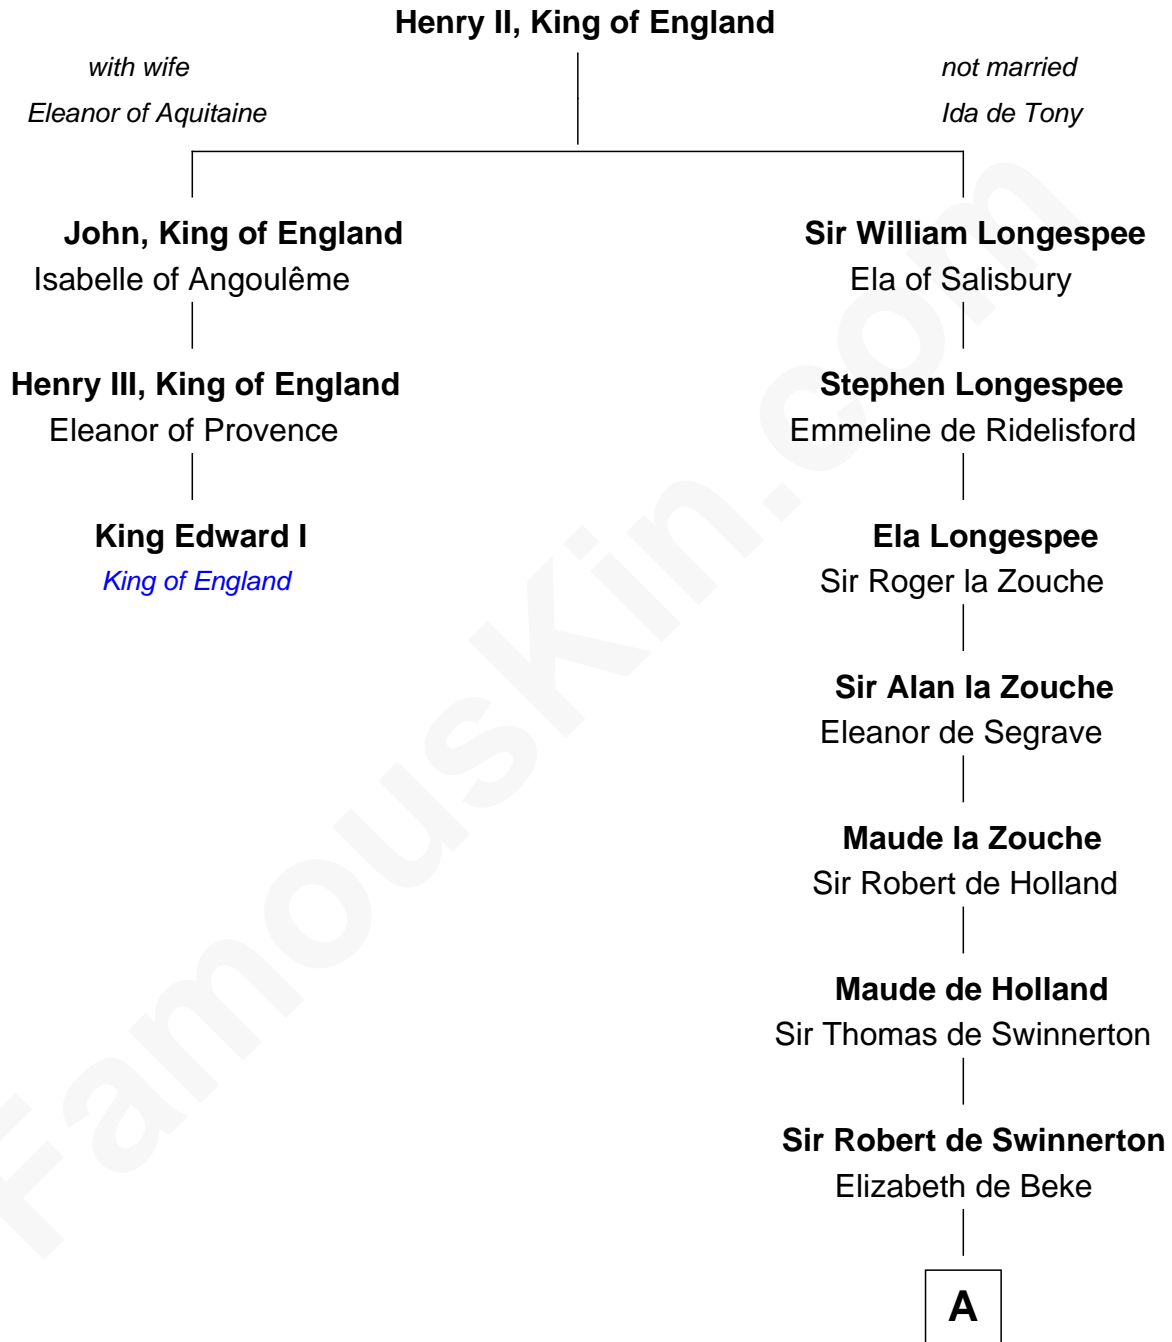 Henry II, King of England
with wife
Eleanor of Aquitaine
not married
Ida de Tony
John, King of England
Isabelle of Angoulême
Sir William Longespee
Ela of Salisbury
Henry III, King of England
Eleanor of Provence
Stephen Longespee
Emmeline de Ridelisford
King Edward I
King of England
Ela Longespee
Sir Roger la Zouche
Sir Alan la Zouche
Eleanor de Segrave
Maude la Zouche
Sir Robert de Holland
Maude de Holland
Sir Thomas de Swinnerton
Sir Robert de Swinnerton
Elizabeth de Beke
A
FamousKin.com